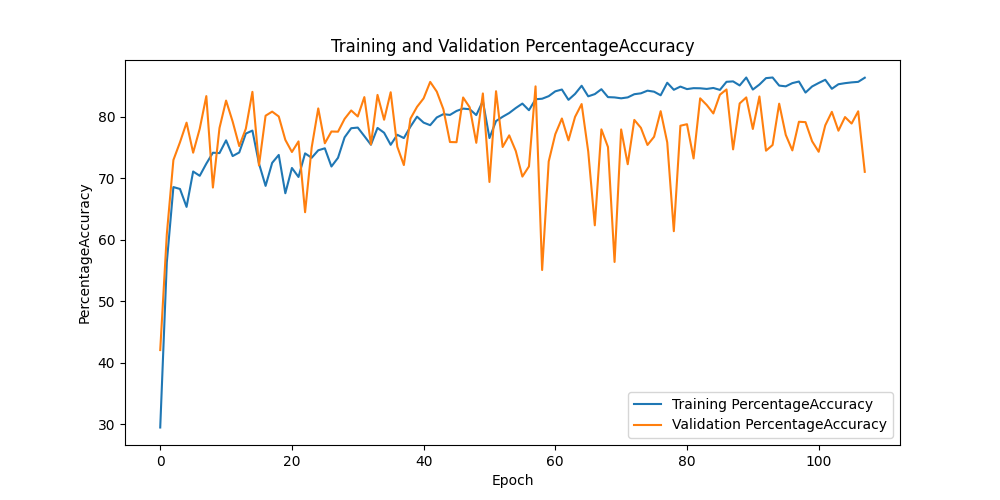 Training and Validation PercentageAccuracy
PercentageAccuracy
80
70
60
50
40
30
Training PercentageAccuracy
Validation PercentageAccuracy
0 20 40 60 80 100
Epoch